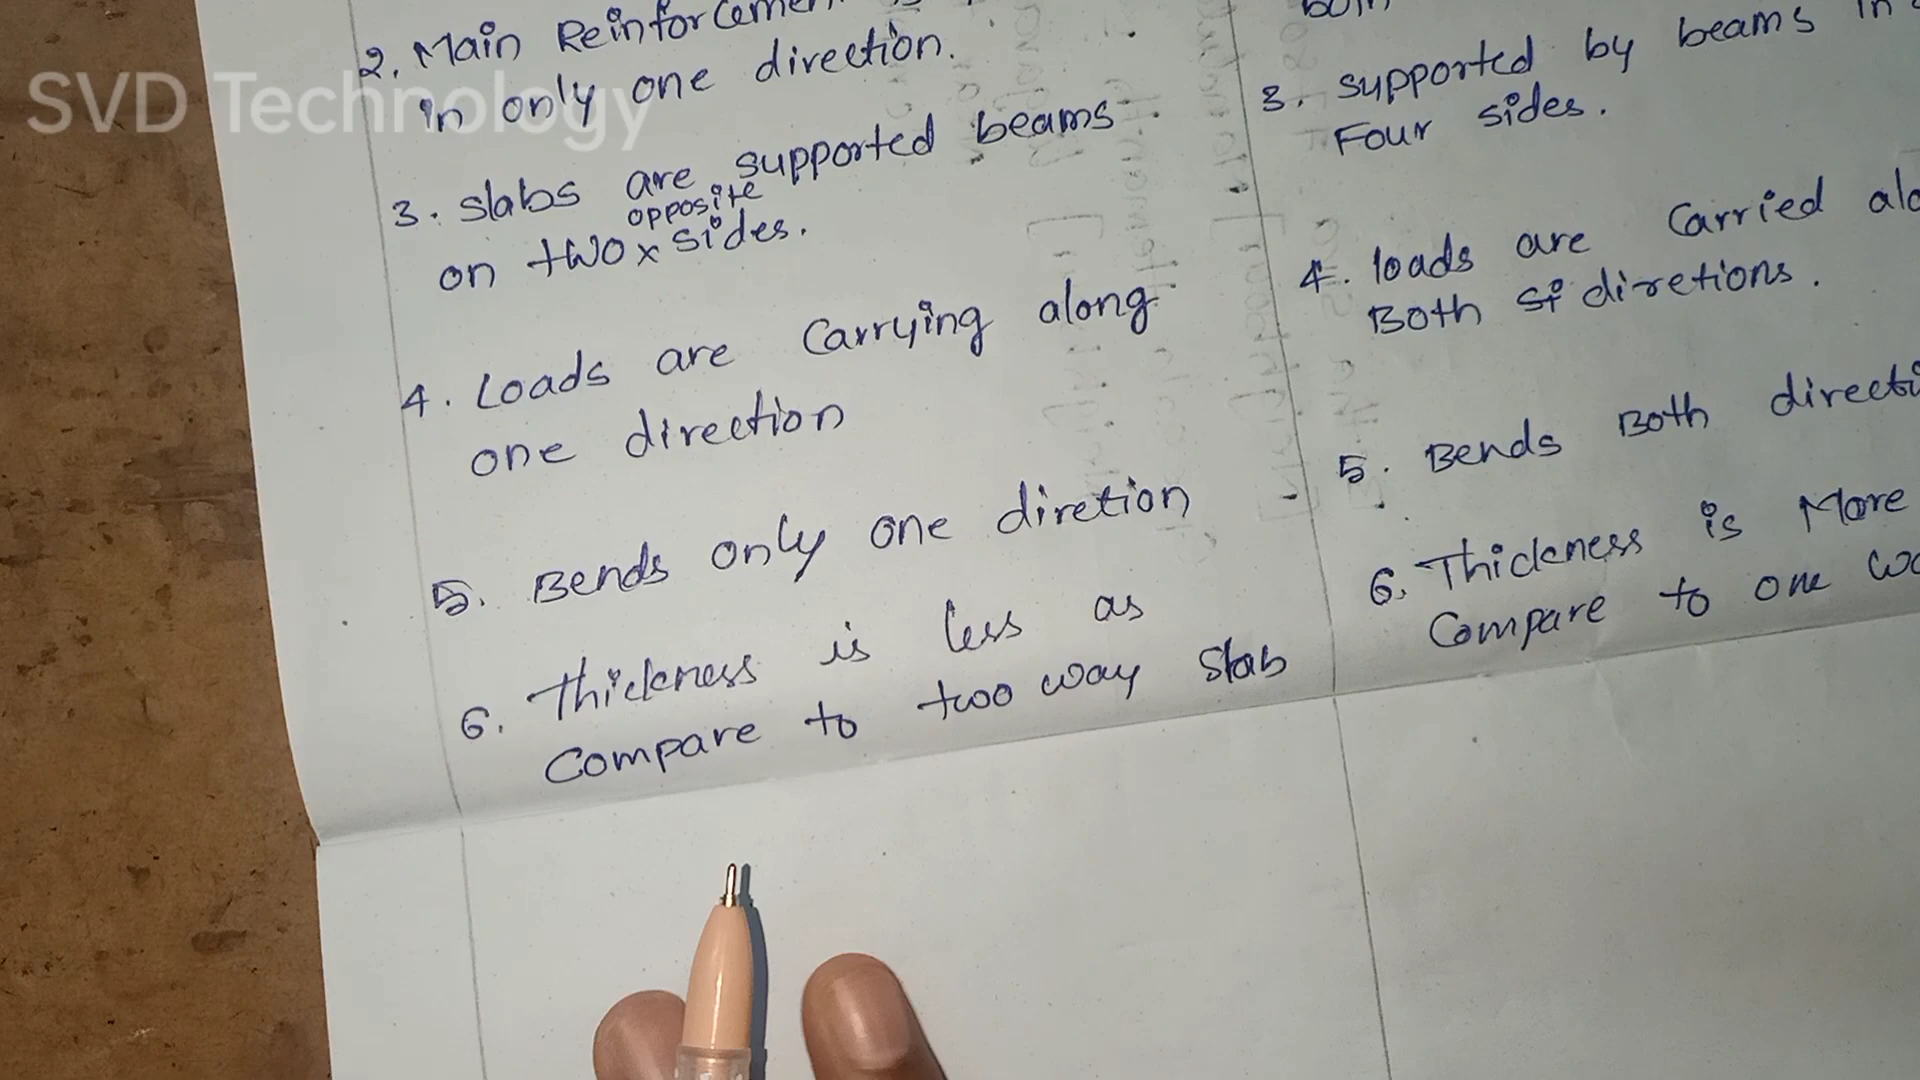 SVD Technology
2. Main Reinforcemen
in only one direction.
3. slabs are supported beams
opposite
on two x sides.
4. Loads are carrying along
one direction
5. Bends only one diretion
6. Thickness is less as
Compare to two way slab
3. supported by beams in
Four sides.
4. loads are carried alo
Both directions.
5. Bends Both directi
6. Thickness is More
Compare to one wa